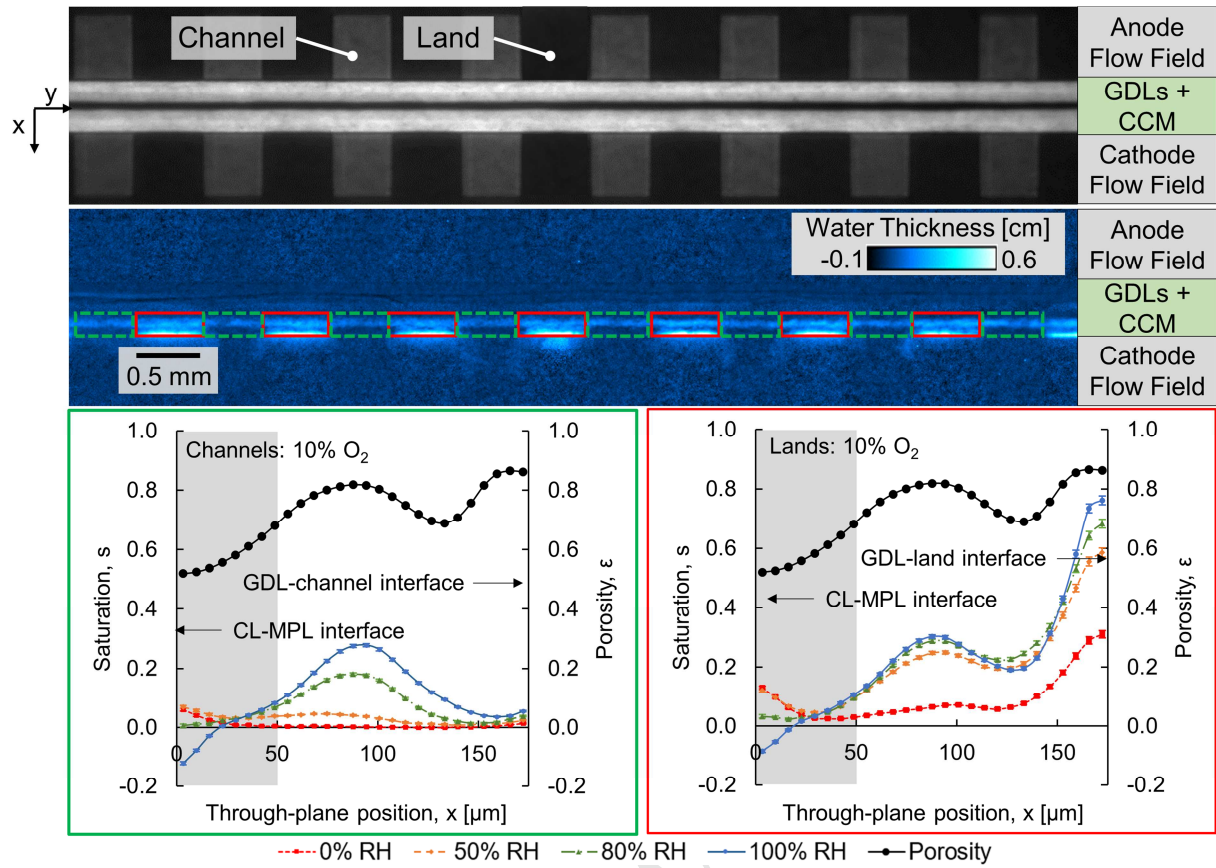 Channel
Land
Anode
Flow Field
GDLs +
CCM
Cathode
Flow Field
y
x
Water Thickness [cm]
-0.1
0.6
Anode
Flow Field
GDLs +
CCM
Cathode
Flow Field
0.5 mm
Channels: 10% O₂
1.0
0.8
0.6
0.4
0.2
0.0
-0.2
Saturation, s
0
50
100
150
Through-plane position, x [µm]
1.0
0.8
0.6
0.4
0.2
0.0
-0.2
Porosity, ε
GDL-channel interface
CL-MPL interface
Lands: 10% O₂
1.0
0.8
0.6
0.4
0.2
0.0
-0.2
Saturation, s
0
50
100
150
Through-plane position, x [µm]
1.0
0.8
0.6
0.4
0.2
0.0
-0.2
Porosity, ε
GDL-land interface
CL-MPL interface
0% RH 50% RH 80% RH 100% RH Porosity